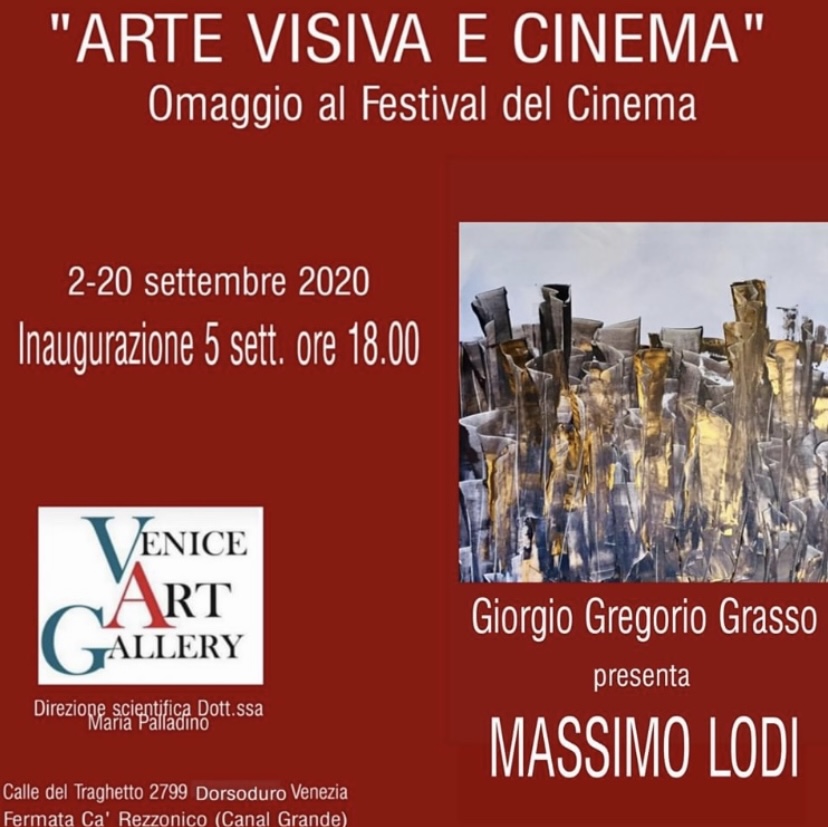 "ARTE VISIVA E CINEMA"
Omaggio al Festival del Cinema
2-20 settembre 2020
Inaugurazione 5 sett. ore 18.00
VENICE
ART
GALLERY
Direzione scientifica Dott.ssa
Maria Palladino
Calle del Traghetto 2799 Dorsoduro Venezia
Fermata Ca' Rezzonico (Canal Grande)
Giorgio Gregorio Grasso
presenta
MASSIMO LODI